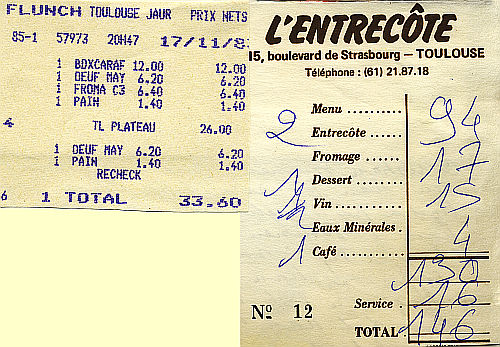 FLUNCH TOULOUSE JAUR PRIX NETS
85-1 57973 20H47 17/11/83
1 BOXCARAF 12.00 12.00
1 OEUF MAY 6.20 6.20
1 FROMA C3 6.20 6.20
1 PAIN 1.40 1.40
4 TL PLATEAU 26.00
1 OEUF MAY 6.20 6.20
1 PAIN 1.40 1.40
RECHECK
6 1 TOTAL 33.60
L'ENTRECÔTE
15, boulevard de Strasbourg – TOULOUSE
Téléphone : (61) 21.87.18
Menu ........
2 Entrecôte ...... 94
Fromage .... 17
Dessert ...... 15
Vin ..........
Eaux Minérales . 4
1 Café ..........
130
Service . 16
Nº 12
TOTAL 146